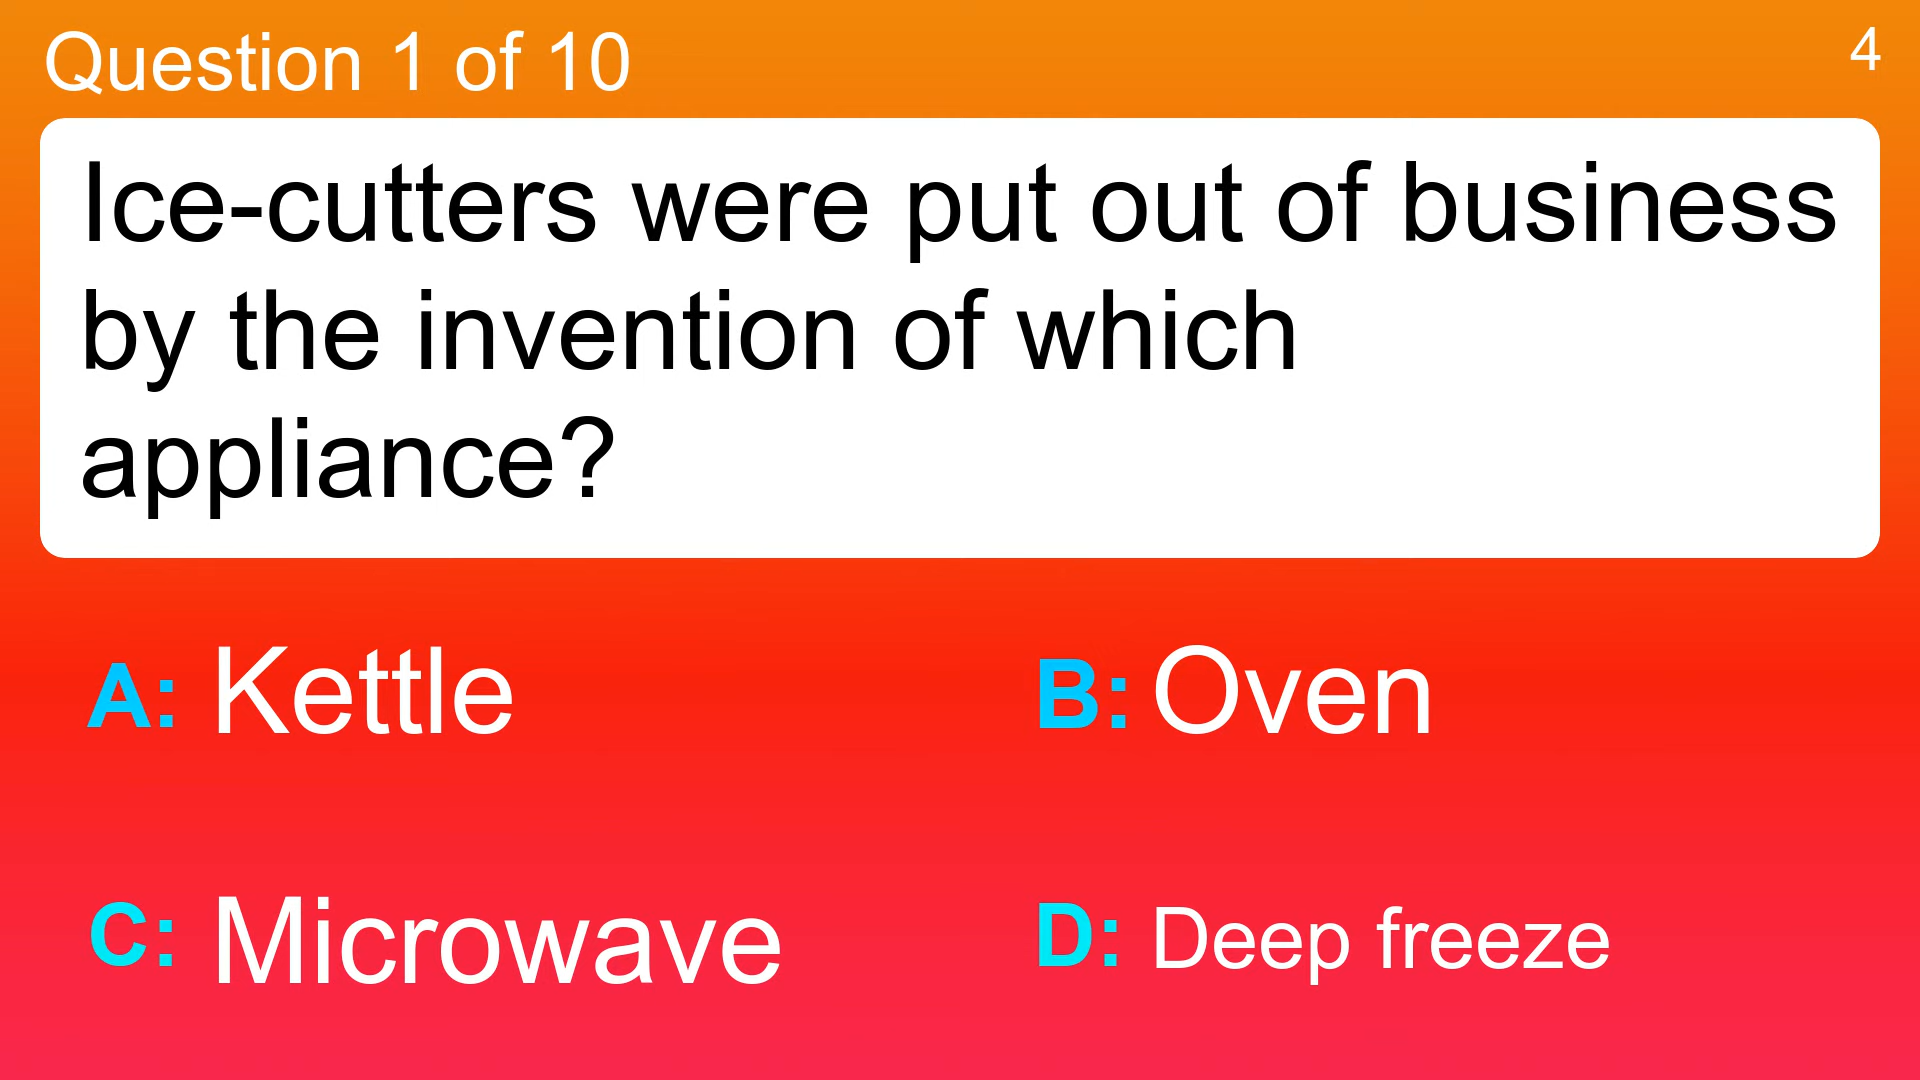 Question 1 of 10
4
Ice-cutters were put out of business
by the invention of which
appliance?
A: Kettle
B: Oven
C: Microwave
D: Deep freeze